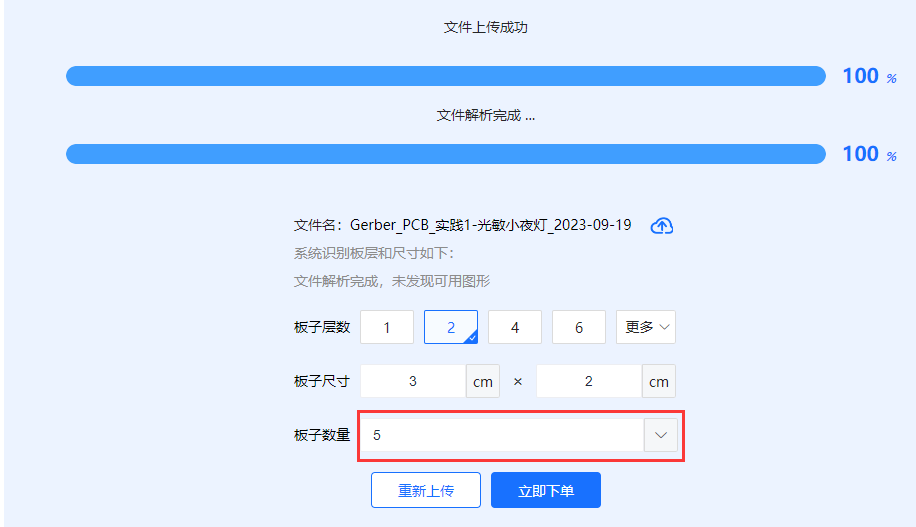 文件上传成功
100 %
文件解析完成 ...
100 %
文件名：Gerber_PCB_实践1-光敏小夜灯_2023-09-19
系统识别板层和尺寸如下：
文件解析完成，未发现可用图形
板子层数 1 2 4 6 更多
板子尺寸 3 cm × 2 cm
板子数量 5
重新上传 立即下单